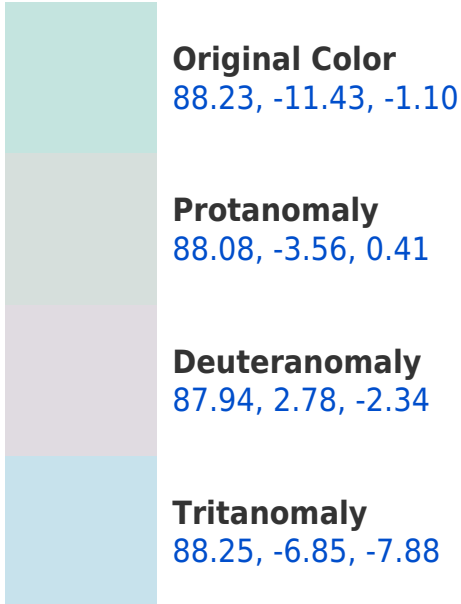 Original Color
88.23, -11.43, -1.10
Protanomaly
88.08, -3.56, 0.41
Deuteranomaly
87.94, 2.78, -2.34
Tritanomaly
88.25, -6.85, -7.88